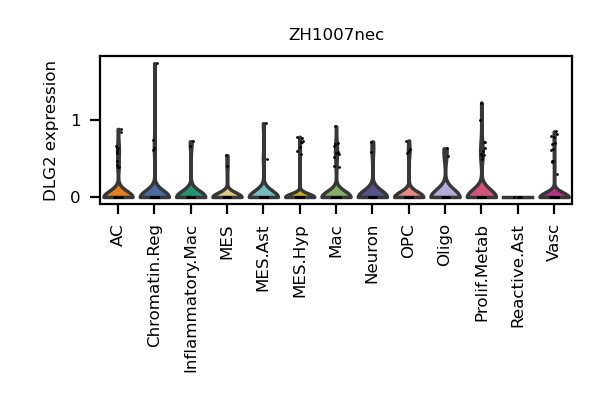 ZH1007nec
DLG2 expression
1
0
AC
Chromatin.Reg
Inflammatory.Mac
MES
MES.Ast
MES.Hyp
Mac
Neuron
OPC
Oligo
Prolif.Metab
Reactive.Ast
Vasc